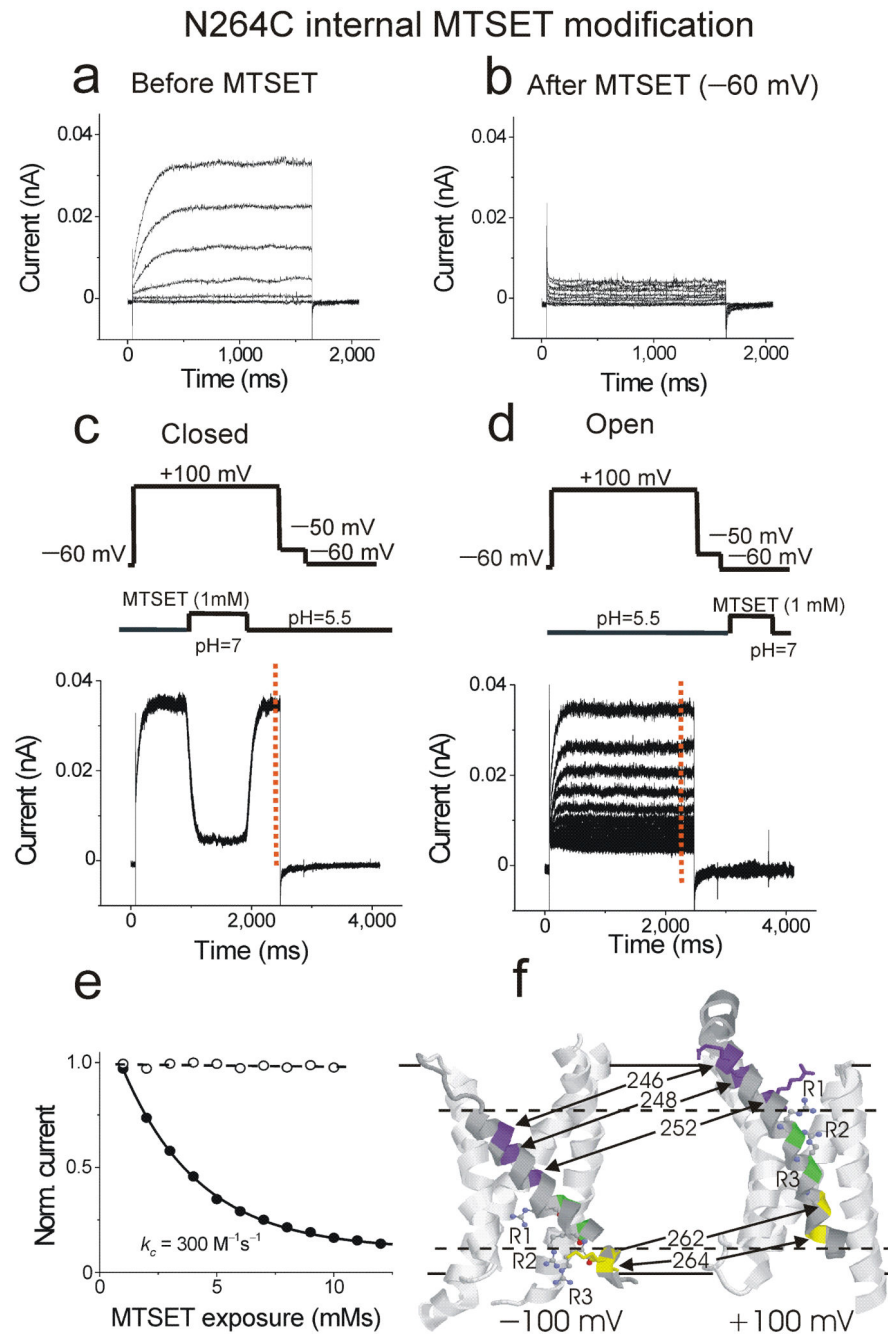 N264C internal MTSET modification
a
Before MTSET
Current (nA)
0.04
0.02
0
0
1,000
2,000
Time (ms)
b
After MTSET (−60 mV)
Current (nA)
0.04
0.02
0
0
1,000
2,000
Time (ms)
c
Closed
+100 mV
−50 mV
−60 mV
−60 mV
MTSET (1mM)
pH=5.5
pH=7
Current (nA)
0.04
0.02
0
0
2,000
4,000
Time (ms)
d
Open
+100 mV
−50 mV
−60 mV
−60 mV
pH=5.5
MTSET (1 mM)
pH=7
Current (nA)
0.04
0.02
0
0
2,000
4,000
Time (ms)
e
Norm. current
1.0
0.5
0
kc = 300 M−1s−1
0
5
10
MTSET exposure (mMs)
f
246
248
252
262
264
R1
R2
R3
R1
R2
R3
−100 mV
+100 mV